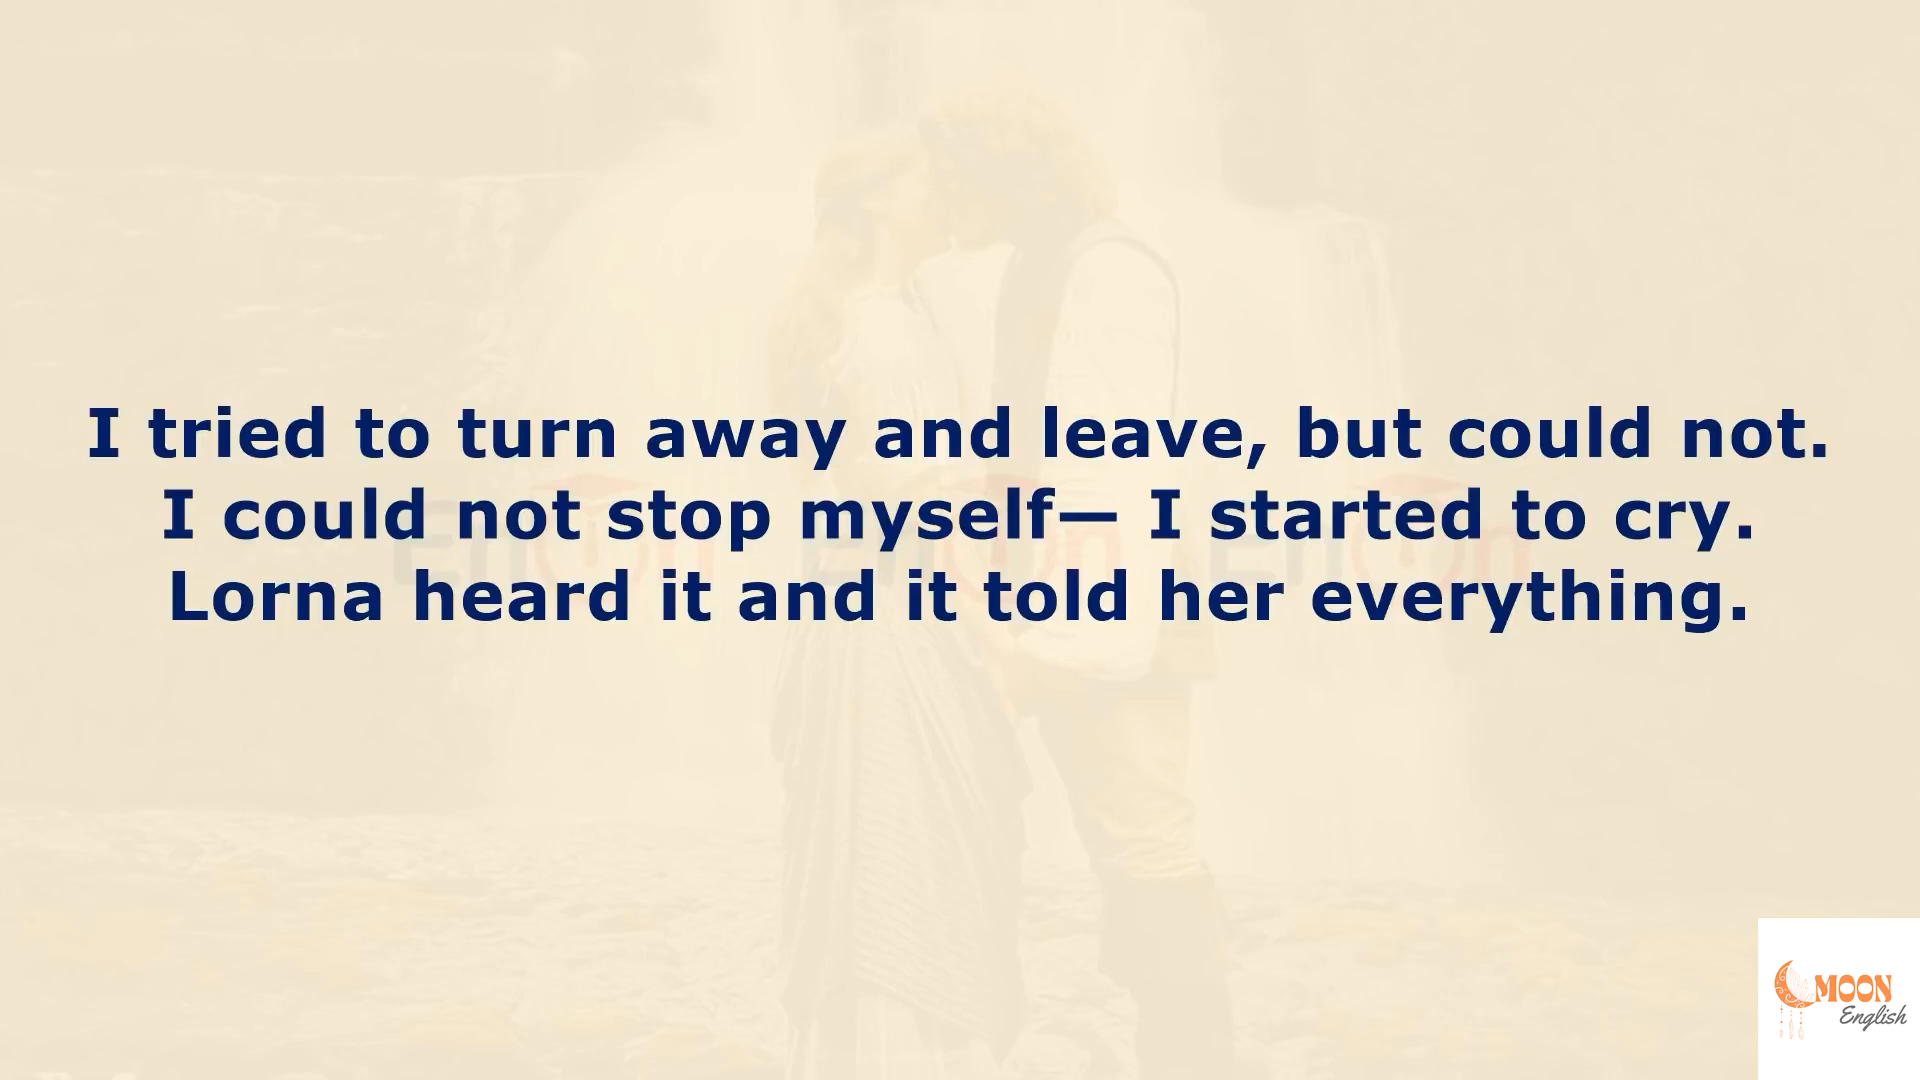 I tried to turn away and leave, but could not.
I could not stop myself— I started to cry.
Lorna heard it and it told her everything.
MOON
English